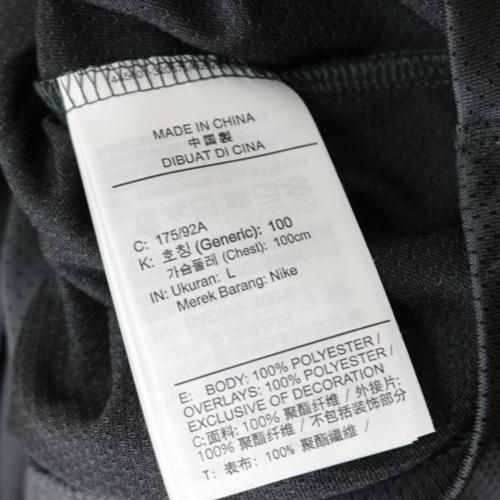 MADE IN CHINA
中国製
DIBUAT DI CINA
C: 175/92A
K: 호칭 (Generic): 100
가슴둘레 (Chest): 100cm
IN: Ukuran: L
Merek Barang: Nike
E: BODY: 100% POLYESTER /
OVERLAYS: 100% POLYESTER /
EXCLUSIVE OF DECORATION
C:面料: 100% 聚酯纤维 / 外接片:
100% 聚酯纤维 / 不包括装饰部分
T: 表布: 100% 聚酯纖維 /